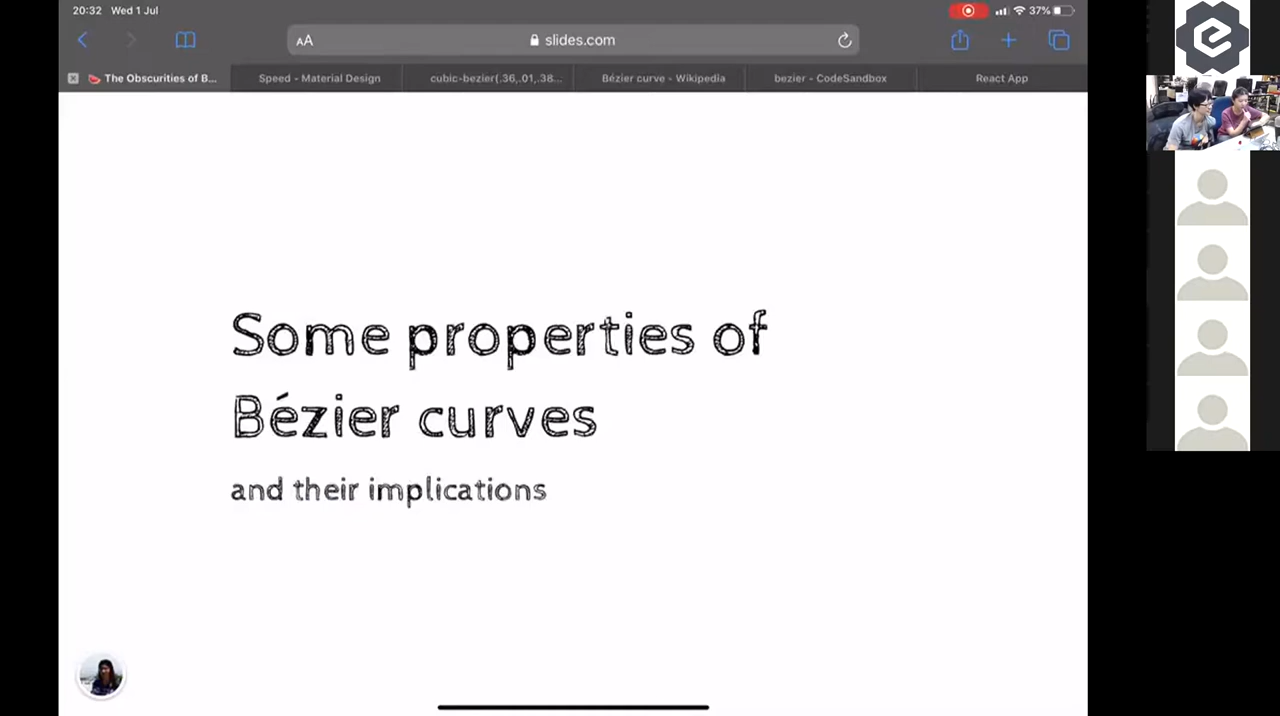 20:32 Wed 1 Jul
37%
AA
slides.com
The Obscurities of B...
Speed - Material Design
cubic-bezier(.36,.01,.38...
Bézier curve - Wikipedia
bezier - CodeSandbox
React App
Some properties of
Bézier curves
and their implications